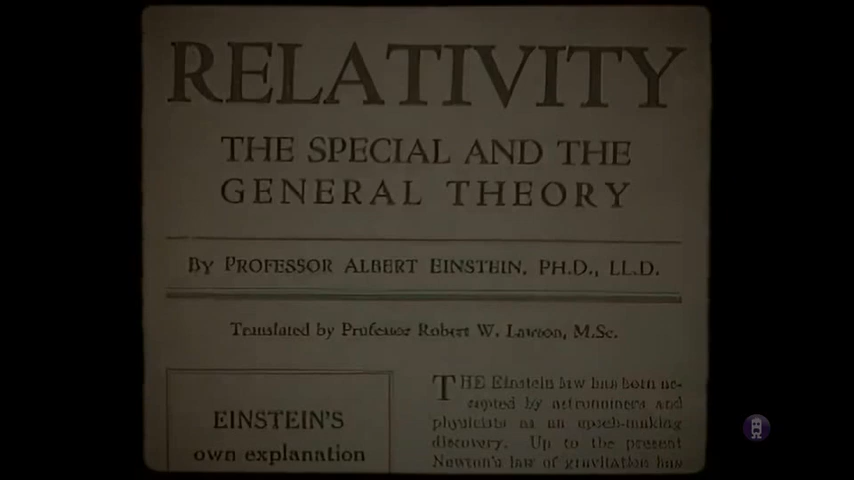 RELATIVITY
THE SPECIAL AND THE
GENERAL THEORY
By PROFESSOR ALBERT EINSTEIN, PH.D., LL.D.
Translated by Professor Robert W. Lawson, M.Sc.
EINSTEIN'S
own explanation
THE Einstein law has been ac-
cepted by astronomers and
physicists as an epoch-making
discovery. Up to the present
Newton's law of gravitation has